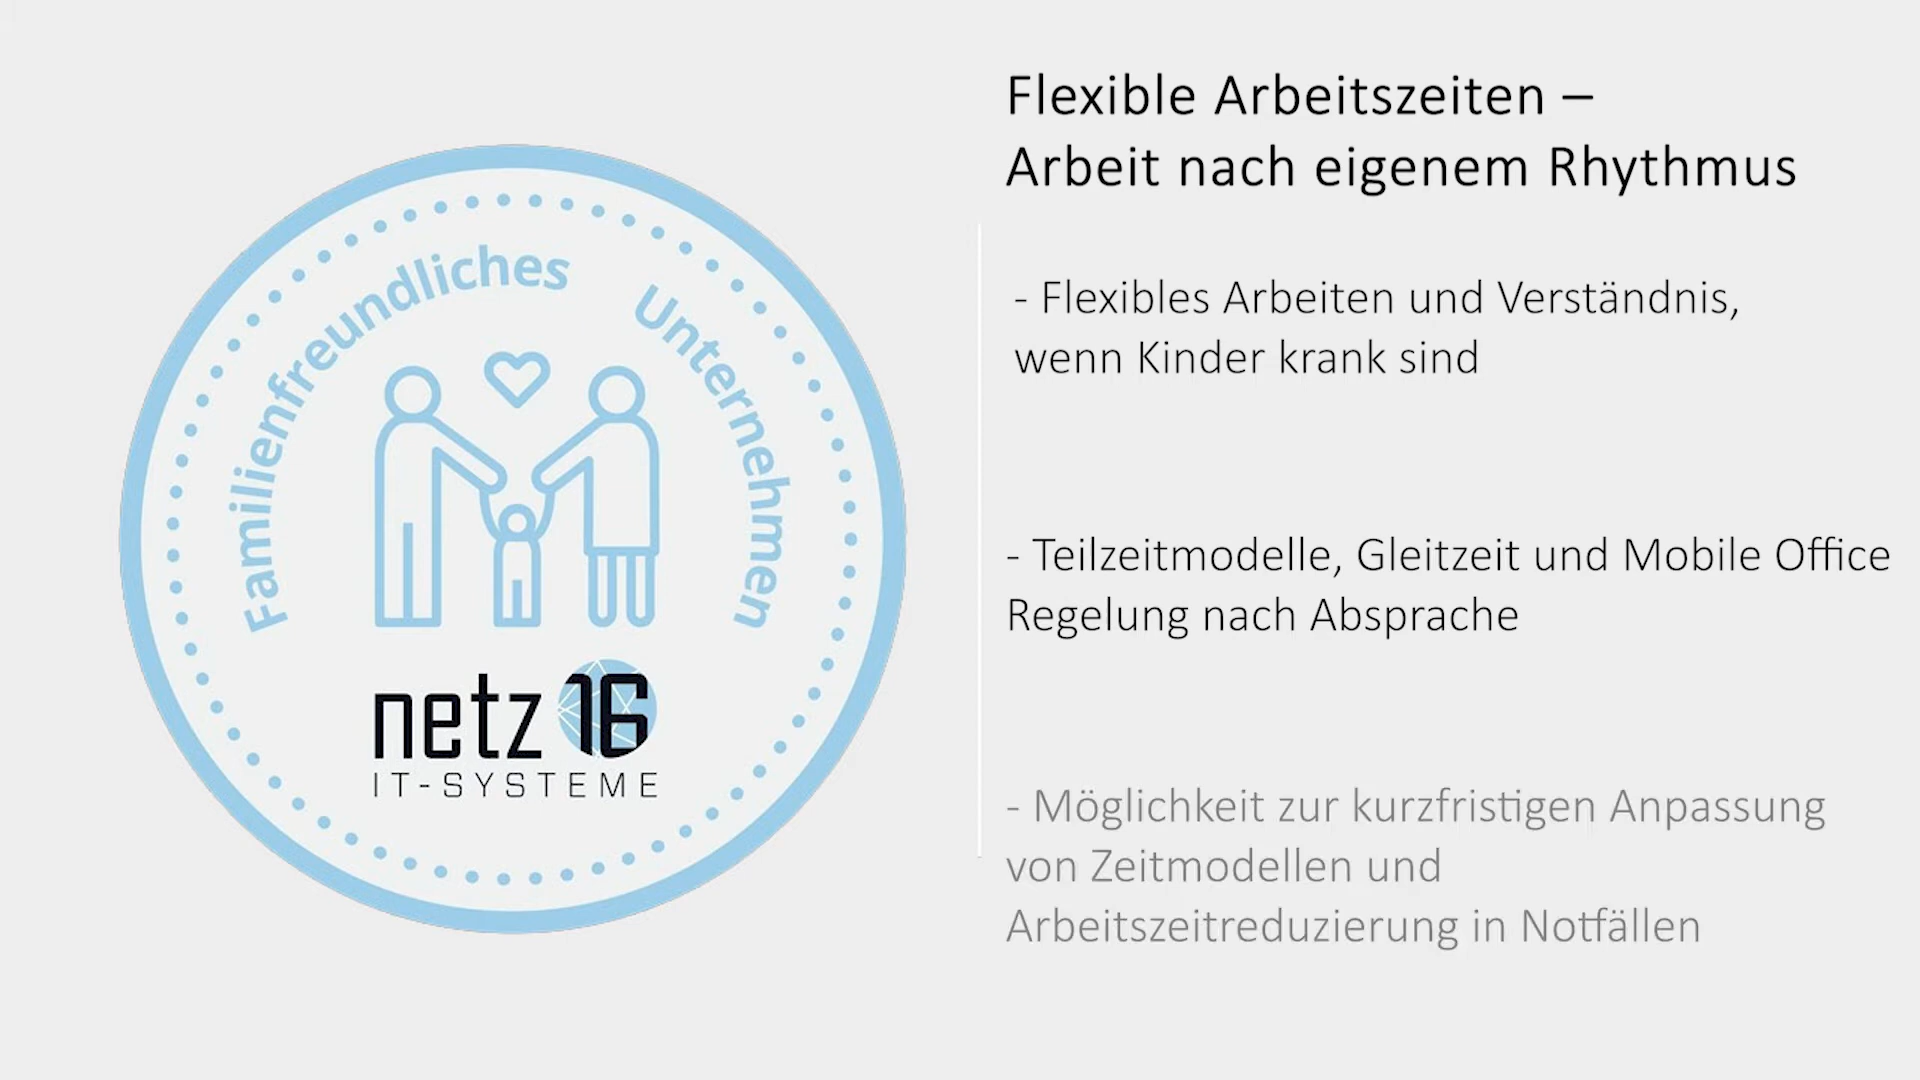 Familienfreundliches Unternehmen
netz 16
IT-SYSTEME
Flexible Arbeitszeiten –
Arbeit nach eigenem Rhythmus
- Flexibles Arbeiten und Verständnis,
wenn Kinder krank sind
- Teilzeitmodelle, Gleitzeit und Mobile Office
Regelung nach Absprache
- Möglichkeit zur kurzfristigen Anpassung
von Zeitmodellen und
Arbeitszeitreduzierung in Notfällen